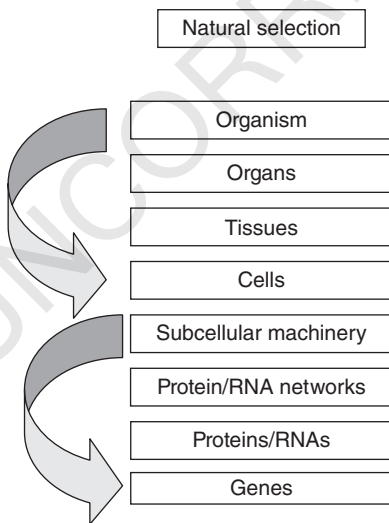 Natural selection
Organism
Organs
Tissues
Cells
Subcellular machinery
Protein/RNA networks
Proteins/RNAs
Genes